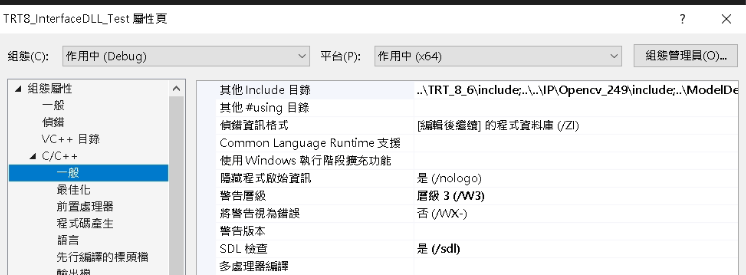 TRT8_InterfaceDLL_Test 屬性頁
組態(C): 作用中 (Debug) 平台(P): 作用中 (x64) 組態管理員(O)...
組態屬性
一般
偵錯
VC++ 目錄
C/C++
一般
最佳化
前置處理器
程式碼產生
語言
先行編譯的標頭檔
其他 Include 目錄 ..\TRT_8_6\include;..\..\IP\Opencv_249\include;..\ModelDe
其他 #using 目錄
偵錯資訊格式 [編輯後繼續] 的程式資料庫 (/ZI)
Common Language Runtime 支援
使用 Windows 執行階段擴充功能
隱藏程式啟始資訊 是 (/nologo)
警告層級 層級 3 (/W3)
將警告視為錯誤 否 (/WX-)
警告版本
SDL 檢查 是 (/sdl)
多處理器編譯